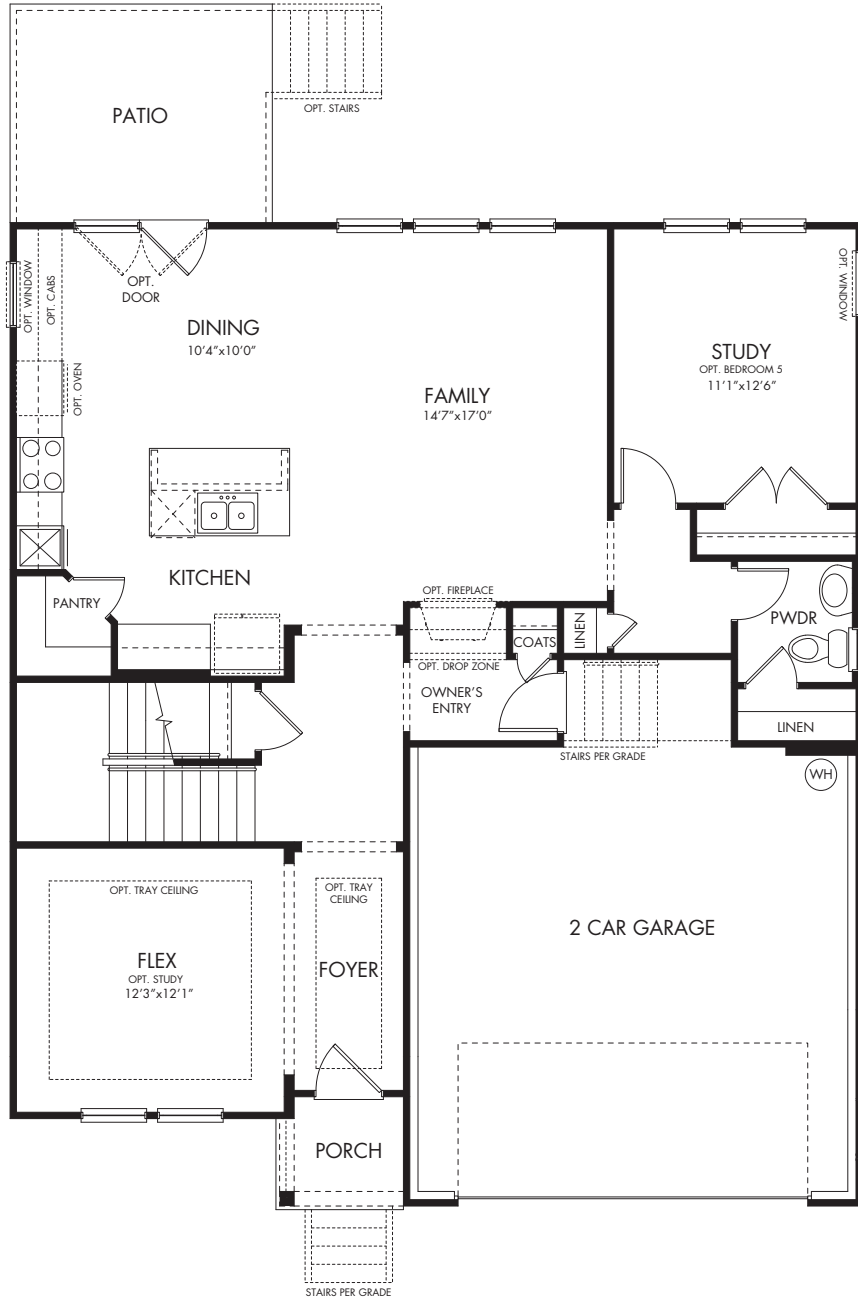 PATIO
OPT. STAIRS
OPT. WINDOW
OPT. CABS
OPT.
DOOR
OPT. WINDOW
DINING
10'4"x10'0"
STUDY
OPT. BEDROOM 5
11'1"x12'6"
OPT. OVEN
FAMILY
14'7"x17'0"
KITCHEN
PANTRY
OPT. FIREPLACE
COATS
LINEN
PWDR
OPT. DROP ZONE
OWNER'S
ENTRY
LINEN
STAIRS PER GRADE
WH
OPT. TRAY CEILING
OPT. TRAY
CEILING
2 CAR GARAGE
FLEX
OPT. STUDY
12'3"x12'1"
FOYER
PORCH
STAIRS PER GRADE